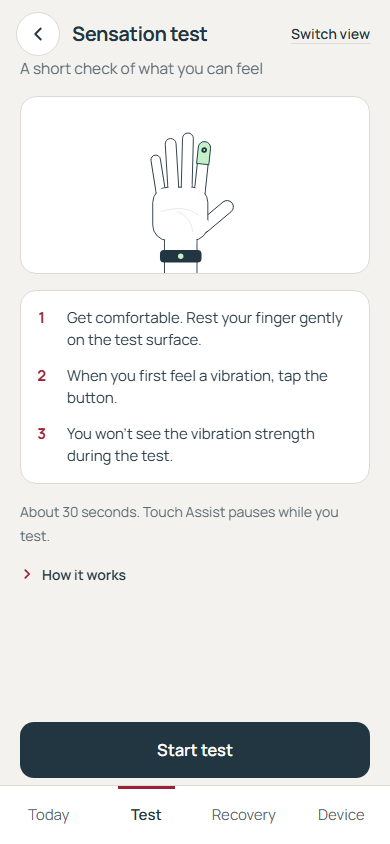 Sensation test
Switch view
A short check of what you can feel
1 Get comfortable. Rest your finger gently
on the test surface.
2 When you first feel a vibration, tap the
button.
3 You won't see the vibration strength
during the test.
About 30 seconds. Touch Assist pauses while you
test.
How it works
Start test
Today Test Recovery Device